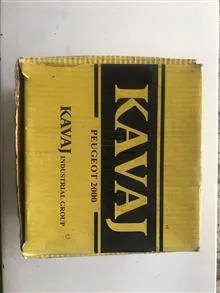 KAVAJ
PEUGEOT 2000
KAVAJ
INDUSTRIAL GROUP